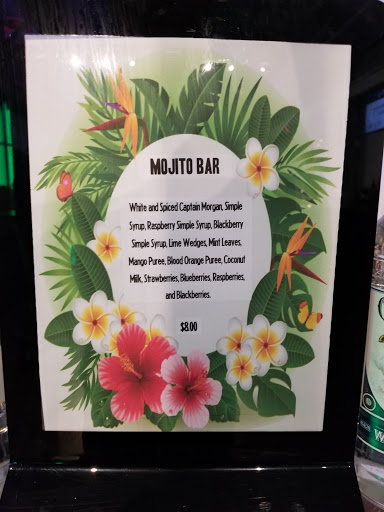 MOJITO BAR
White and Spiced Captain Morgan, Simple
Syrup, Raspberry Simple Syrup, Blackberry
Simple Syrup, Lime Wedges, Mint Leaves,
Mango Puree, Blood Orange Puree, Coconut
Milk, Strawberries, Blueberries, Respberries,
and Blackberries.
$8.00